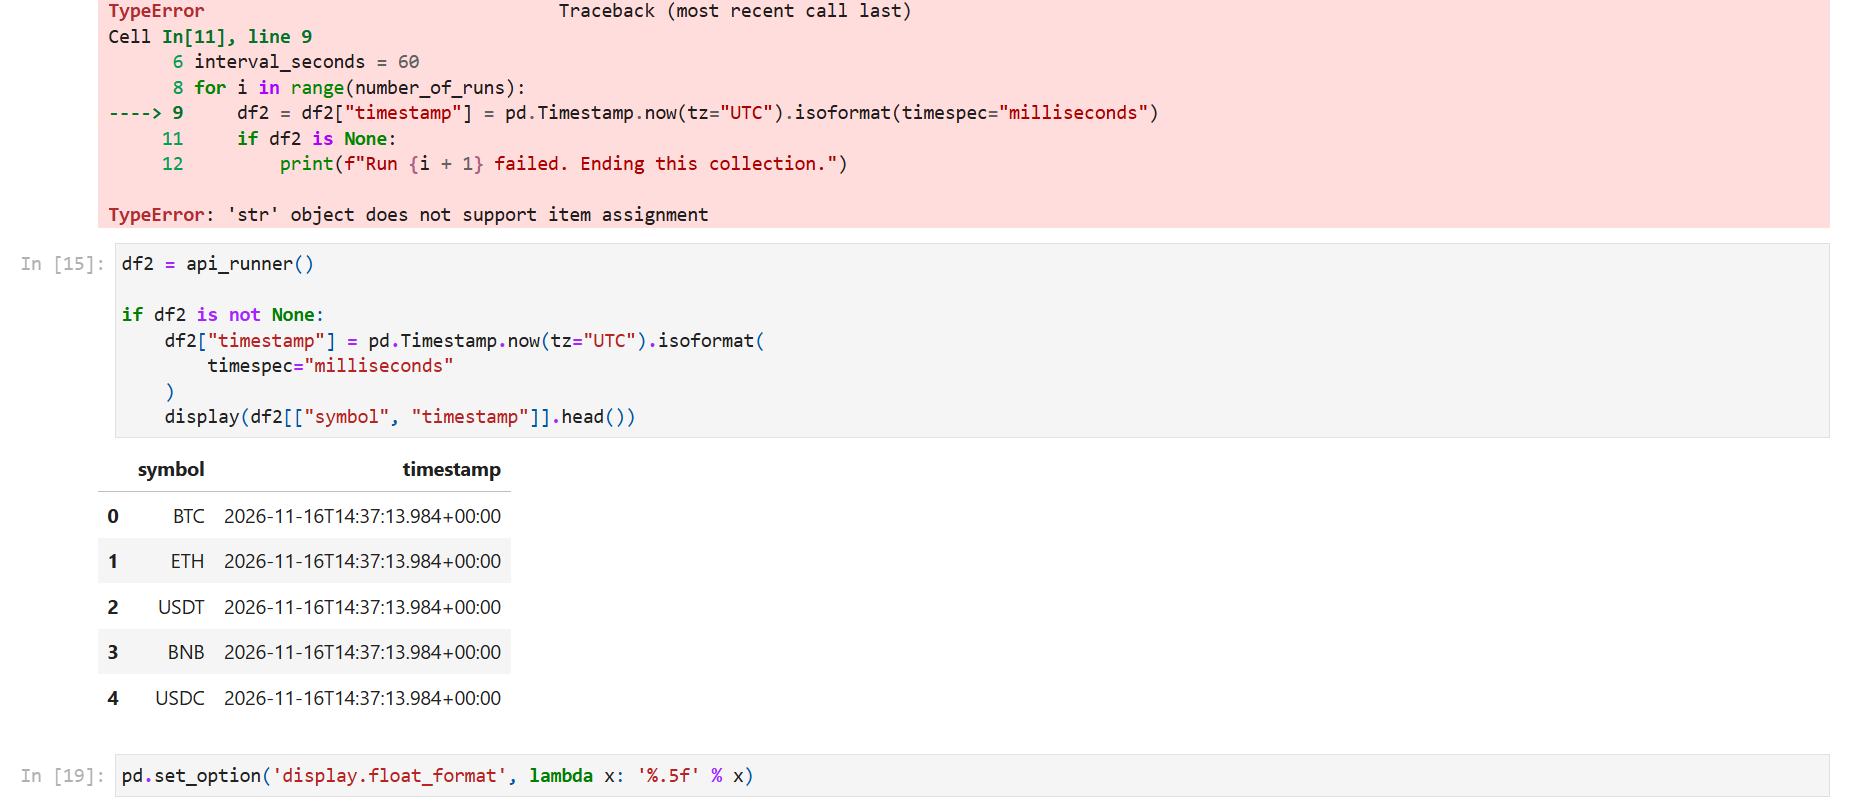 TypeError                                 Traceback (most recent call last)
Cell In[11], line 9
      6 interval_seconds = 60
      8 for i in range(number_of_runs):
----> 9     df2 = df2["timestamp"] = pd.Timestamp.now(tz="UTC").isoformat(timespec="milliseconds")
     11     if df2 is None:
     12         print(f"Run {i + 1} failed. Ending this collection.")
TypeError: 'str' object does not support item assignment
In [15]: df2 = api_runner()
if df2 is not None:
    df2["timestamp"] = pd.Timestamp.now(tz="UTC").isoformat(
        timespec="milliseconds"
    )
    display(df2[["symbol", "timestamp"]].head())
symbol timestamp
0 BTC 2026-11-16T14:37:13.984+00:00
1 ETH 2026-11-16T14:37:13.984+00:00
2 USDT 2026-11-16T14:37:13.984+00:00
3 BNB 2026-11-16T14:37:13.984+00:00
4 USDC 2026-11-16T14:37:13.984+00:00
In [19]: pd.set_option('display.float_format', lambda x: '%.5f' % x)